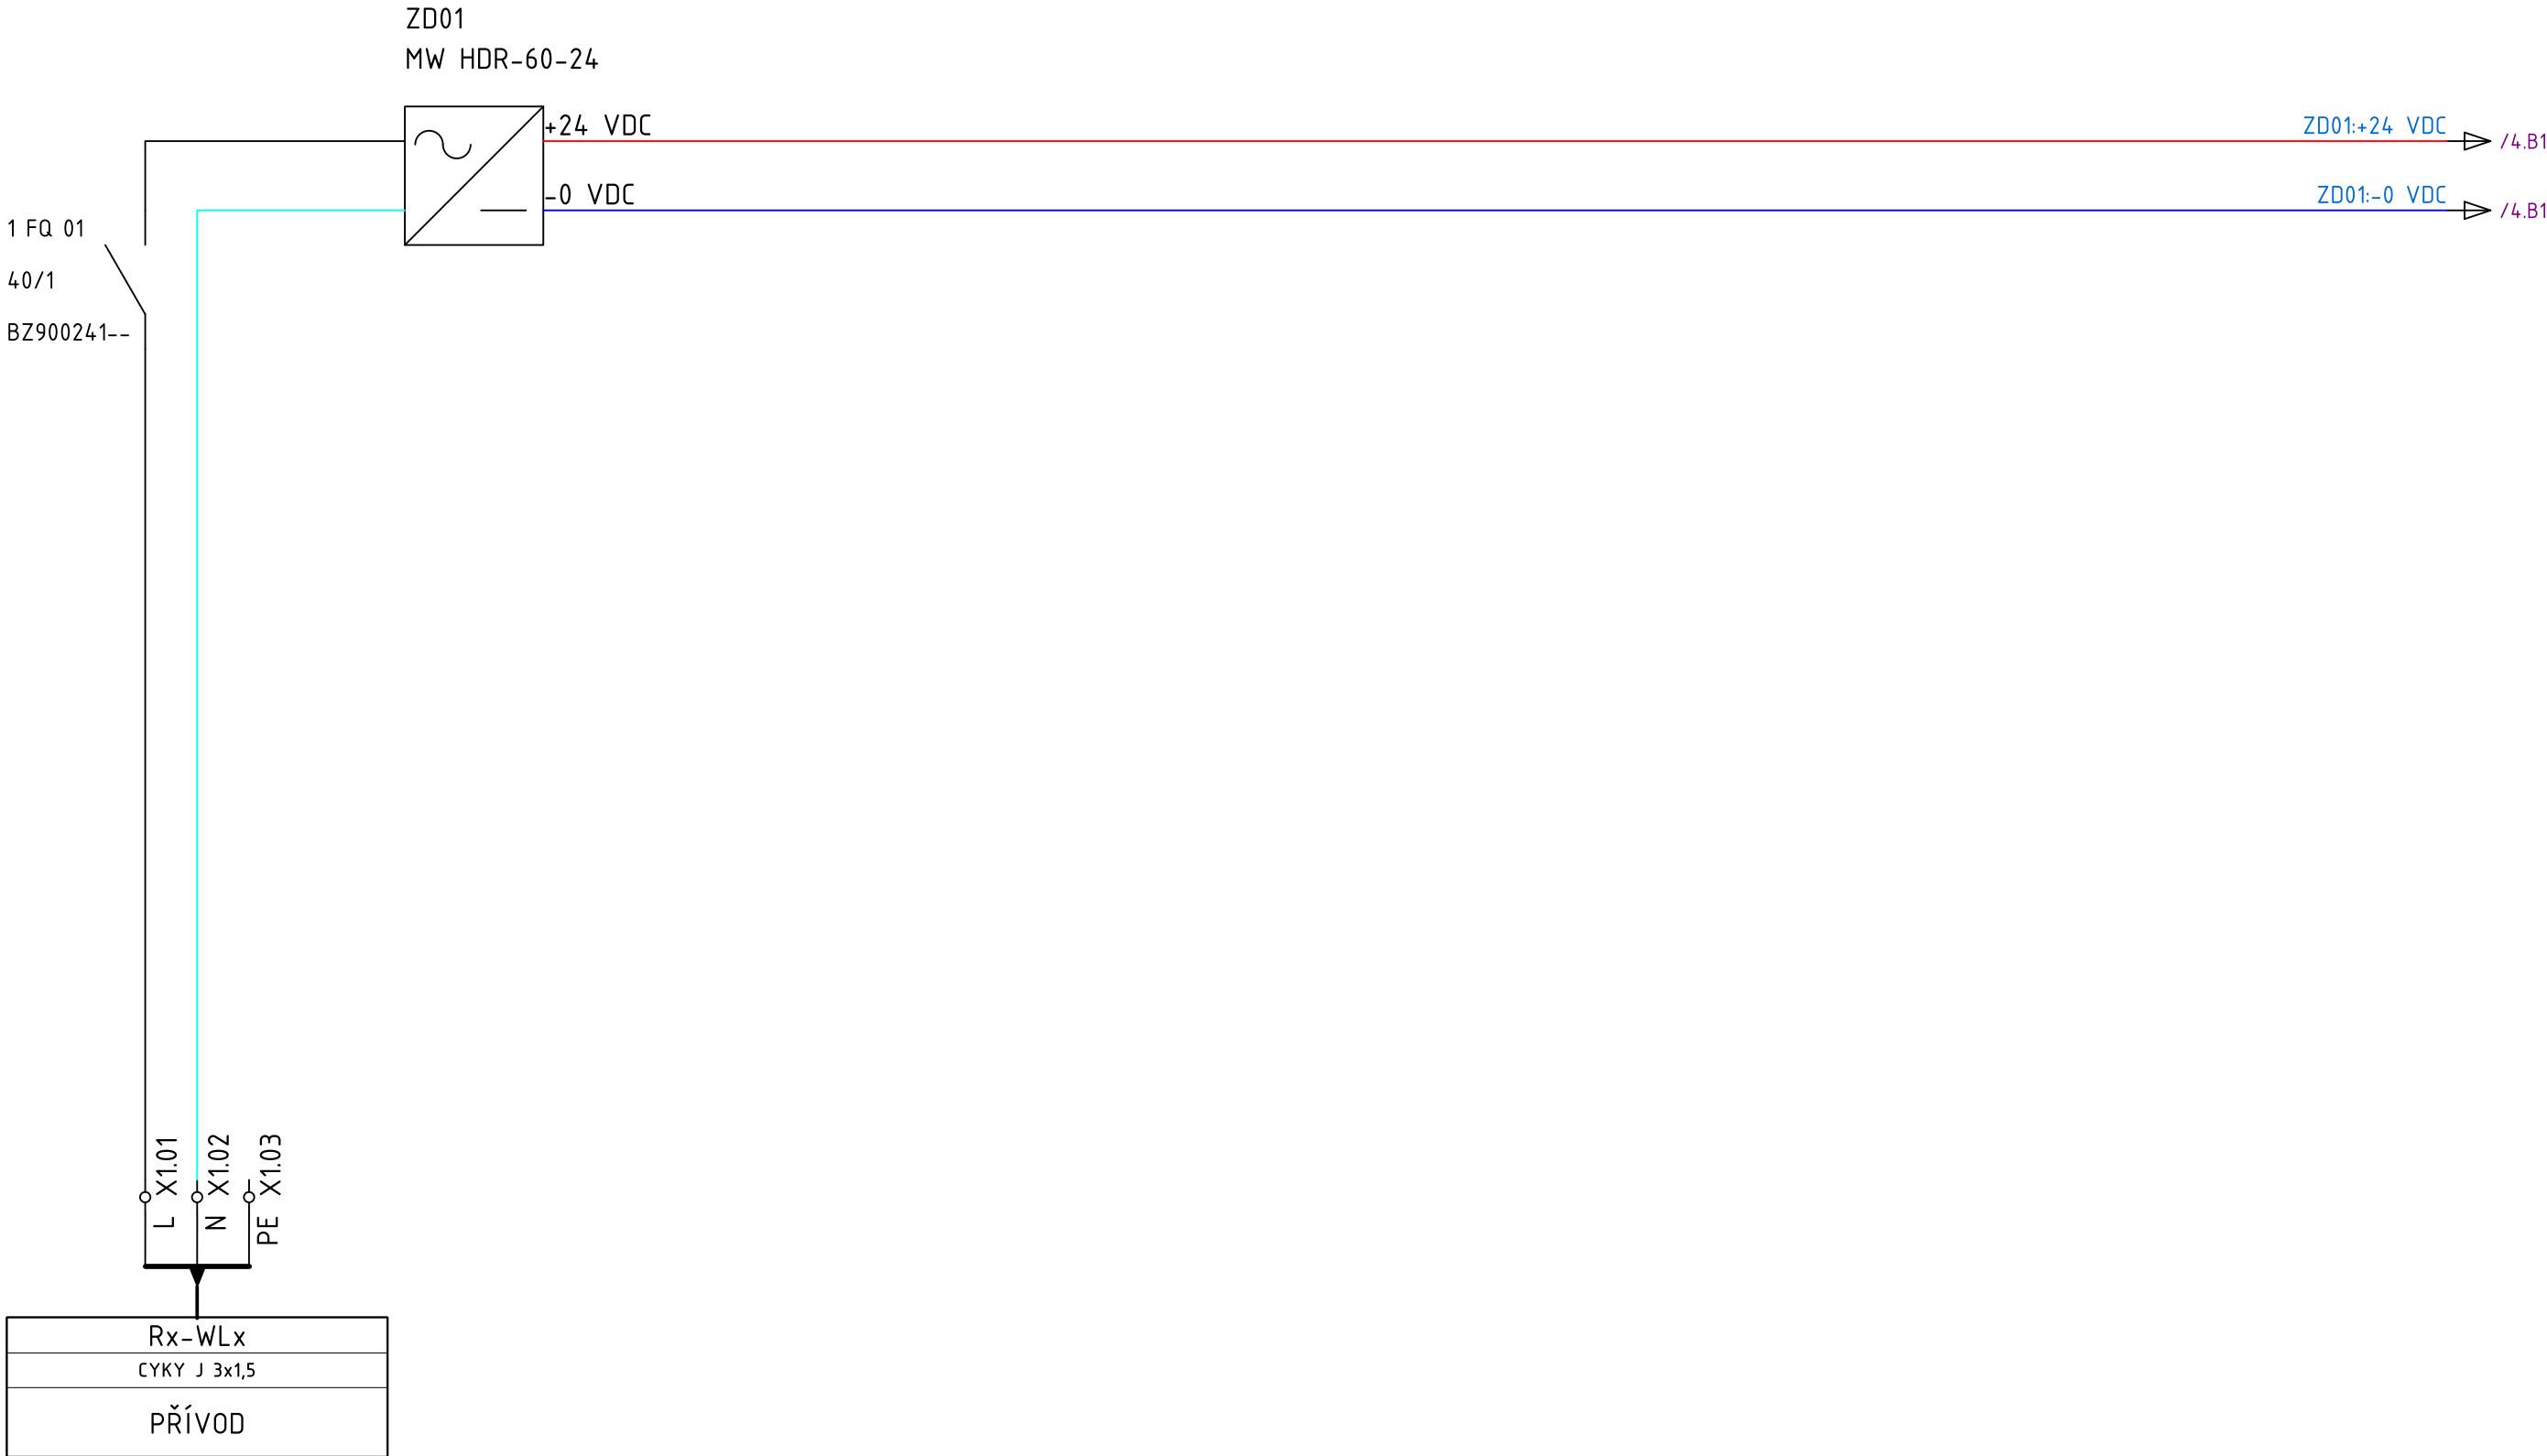 ZD01
MW HDR-60-24
+24 VDC
ZD01:+24 VDC
/4.B1
-0 VDC
ZD01:-0 VDC
/4.B1
1 FQ 01
40/1
BZ900241--
X1.01
X1.02
X1.03
L
N
PE
Rx-WLx
CYKY J 3x1,5
PŘÍVOD